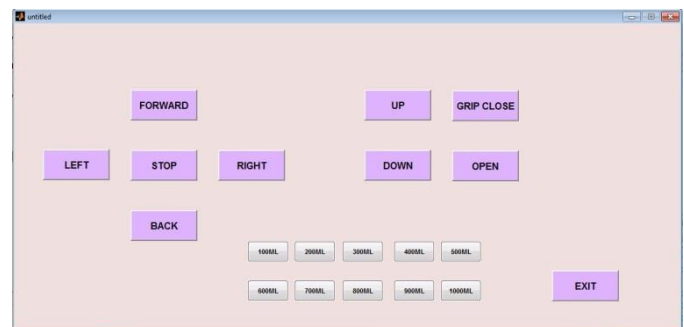 untitled
FORWARD UP GRIP CLOSE
LEFT STOP RIGHT DOWN OPEN
BACK
100ML 200ML 300ML 400ML 500ML
600ML 700ML 800ML 900ML 1000ML
EXIT